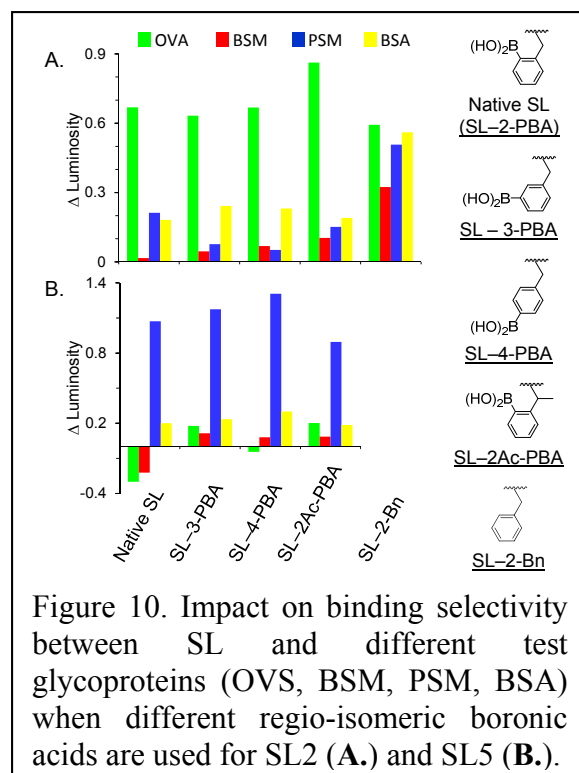 OVA BSM PSM BSA
A.
0.9
0.6
0.3
0
Δ Luminosity
B.
1.4
0.8
0.2
-0.4
Δ Luminosity
Native SL
SL–3-PBA
SL–4-PBA
SL–2Ac-PBA
SL–2-Bn
(HO)₂B
Native SL
(SL–2-PBA)
(HO)₂B
SL – 3-PBA
(HO)₂B
SL–4-PBA
(HO)₂B
SL–2Ac-PBA
SL–2-Bn
Figure 10. Impact on binding selectivity
between SL and different test
glycoproteins (OVS, BSM, PSM, BSA)
when different regio-isomeric boronic
acids are used for SL2 (A.) and SL5 (B.).